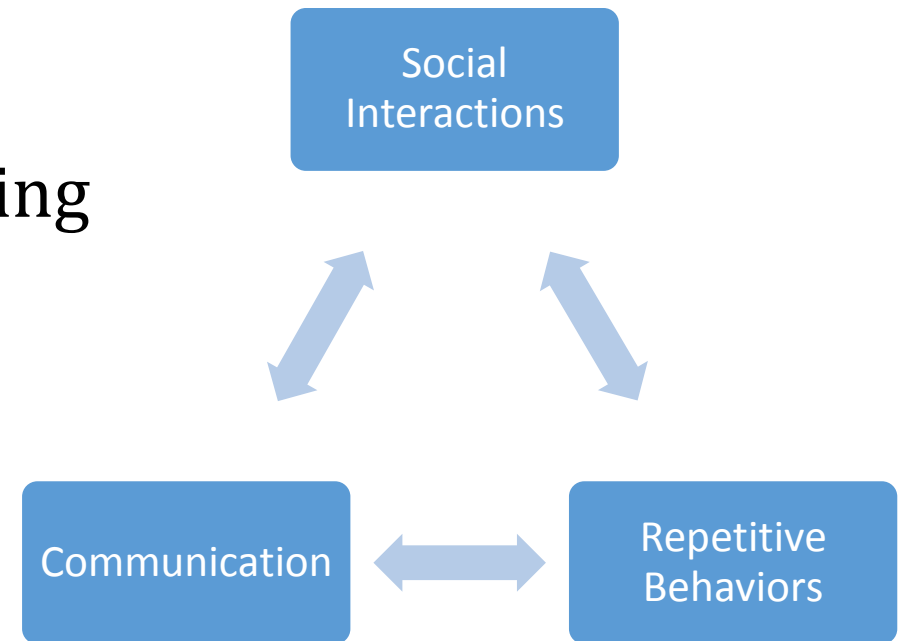 Social
Interactions
ing
Communication
Repetitive
Behaviors